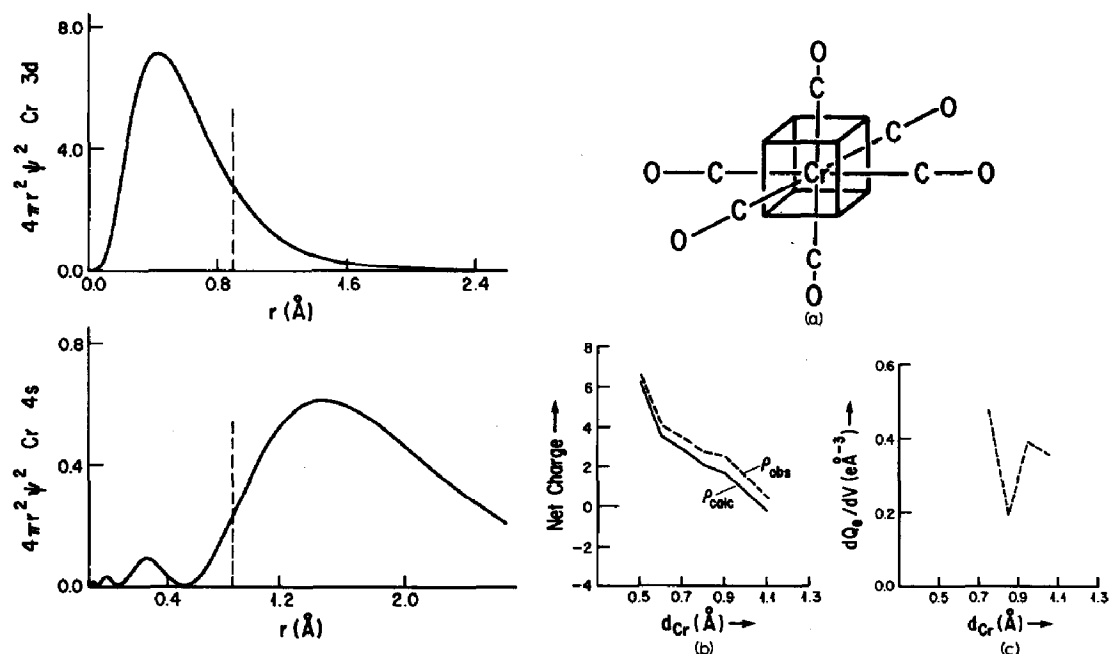 8.0
4.0
0.0
4πr²ψ² Cr 3d
0.0 0.8 1.6 2.4
r (Å)
0.8
0.4
0.0
4πr²ψ² Cr 4s
0.4 1.2 2.0
r (Å)
O
C
O
C
O—C—Cr—C—O
C
O
C
O
(a)
8
6
4
2
0
-2
-4
Net Charge →
ρobs
ρcalc
0.5 0.7 0.9 1.1
dCr (Å) →
(b)
0.6
0.4
0.2
0.0
dQe/dV (eÅ⁻³) →
0.5 0.7 0.9 1.1 1.3
dCr (Å) →
(c)